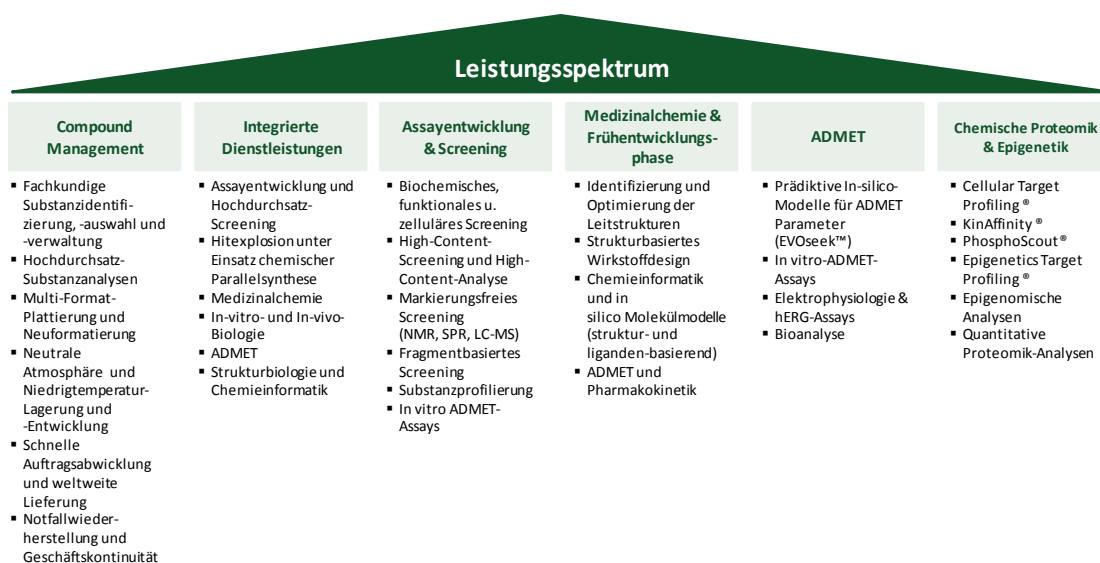 Leistungsspektrum
Compound
Management
▪ Fachkundige
Substanzidentifi-
zierung, -auswahl und
-verwaltung
▪ Hochdurchsatz-
Substanzanalysen
▪ Multi-Format-
Plattierung und
Neuformatierung
▪ Neutrale
Atmosphäre und
Niedrigtemperatur-
Lagerung und
-Entwicklung
▪ Schnelle
Auftragsabwicklung
und weltweite
Lieferung
▪ Notfallwieder-
herstellung und
Geschäftskontinuität
Integrierte
Dienstleistungen
▪ Assayentwicklung und
Hochdurchsatz-
Screening
▪ Hitexplosion unter
Einsatz chemischer
Parallelsynthese
▪ Medizinalchemie
▪ In-vitro- und In-vivo-
Biologie
▪ ADMET
▪ Strukturbiologie und
Chemieinformatik
Assayentwicklung
& Screening
▪ Biochemisches,
funktionales u.
zelluläres Screening
▪ High-Content-
Screening und High-
Content-Analyse
▪ Markierungsfreies
Screening
(NMR, SPR, LC-MS)
▪ Fragmentbasiertes
Screening
▪ Substanzprofilierung
▪ In vitro ADMET-
Assays
Medizinalchemie &
Frühentwicklungs-
phase
▪ Identifizierung und
Optimierung der
Leitstrukturen
▪ Strukturbasiertes
Wirkstoffdesign
▪ Chemieinformatik
und in
silico Molekülmodelle
(struktur- und
liganden-basierend)
▪ ADMET und
Pharmakokinetik
ADMET
▪ Prädiktive In-silico-
Modelle für ADMET
Parameter
(EVOseek™)
▪ In vitro-ADMET-
Assays
▪ Elektrophysiologie &
hERG-Assays
▪ Bioanalyse
Chemische Proteomik
& Epigenetik
▪ Cellular Target
Profiling ®
▪ KinAffinity ®
▪ PhosphoScout ®
▪ Epigenetics Target
Profiling ®
▪ Epigenomische
Analysen
▪ Quantitative
Proteomik-Analysen